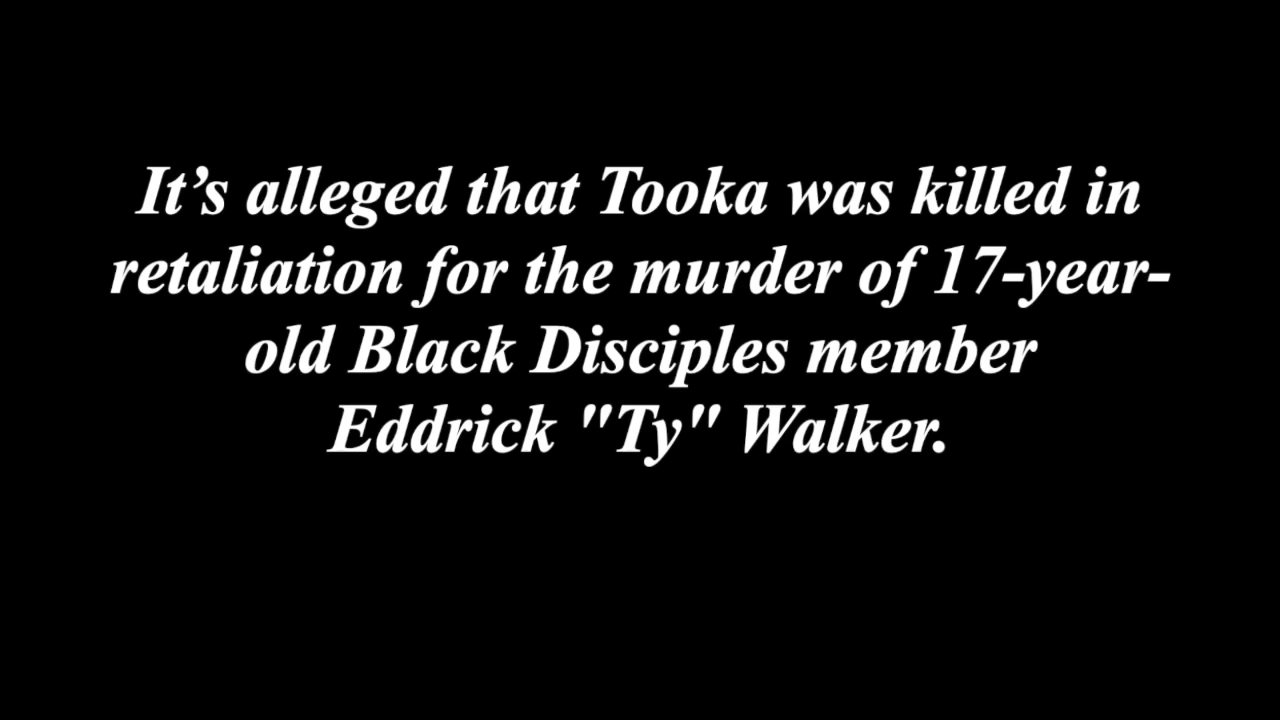 It’s alleged that Tooka was killed in
retaliation for the murder of 17-year-
old Black Disciples member
Eddrick "Ty" Walker.